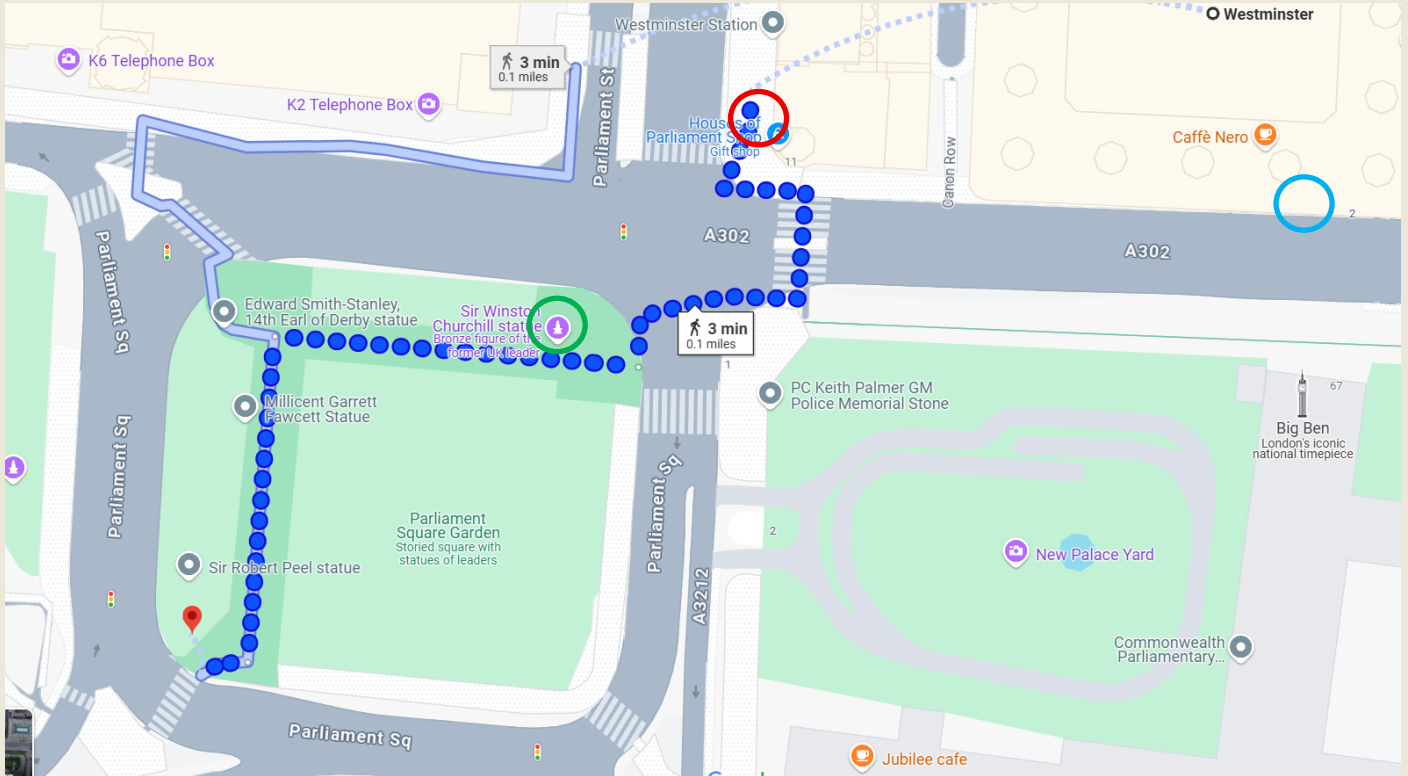 Westminster
Westminster Station
K6 Telephone Box
3 min
0.1 miles
K2 Telephone Box
Parliament St
Houses of
Parliament Shop
Gift shop
11
Caffè Nero
Canon Row
2
A302
A302
Parliament Sq
Edward Smith-Stanley,
14th Earl of Derby statue
Sir Winston
Churchill statue
Bronze figure of the
former UK leader
3 min
0.1 miles
1
PC Keith Palmer GM
Police Memorial Stone
67
Millicent Garrett
Fawcett Statue
Big Ben
London's iconic
national timepiece
Parliament Sq
Parliament Sq
Parliament
Square Garden
Storied square with
statues of leaders
2
New Palace Yard
Sir Robert Peel statue
A3212
Commonwealth
Parliamentary...
Parliament Sq
Jubilee cafe